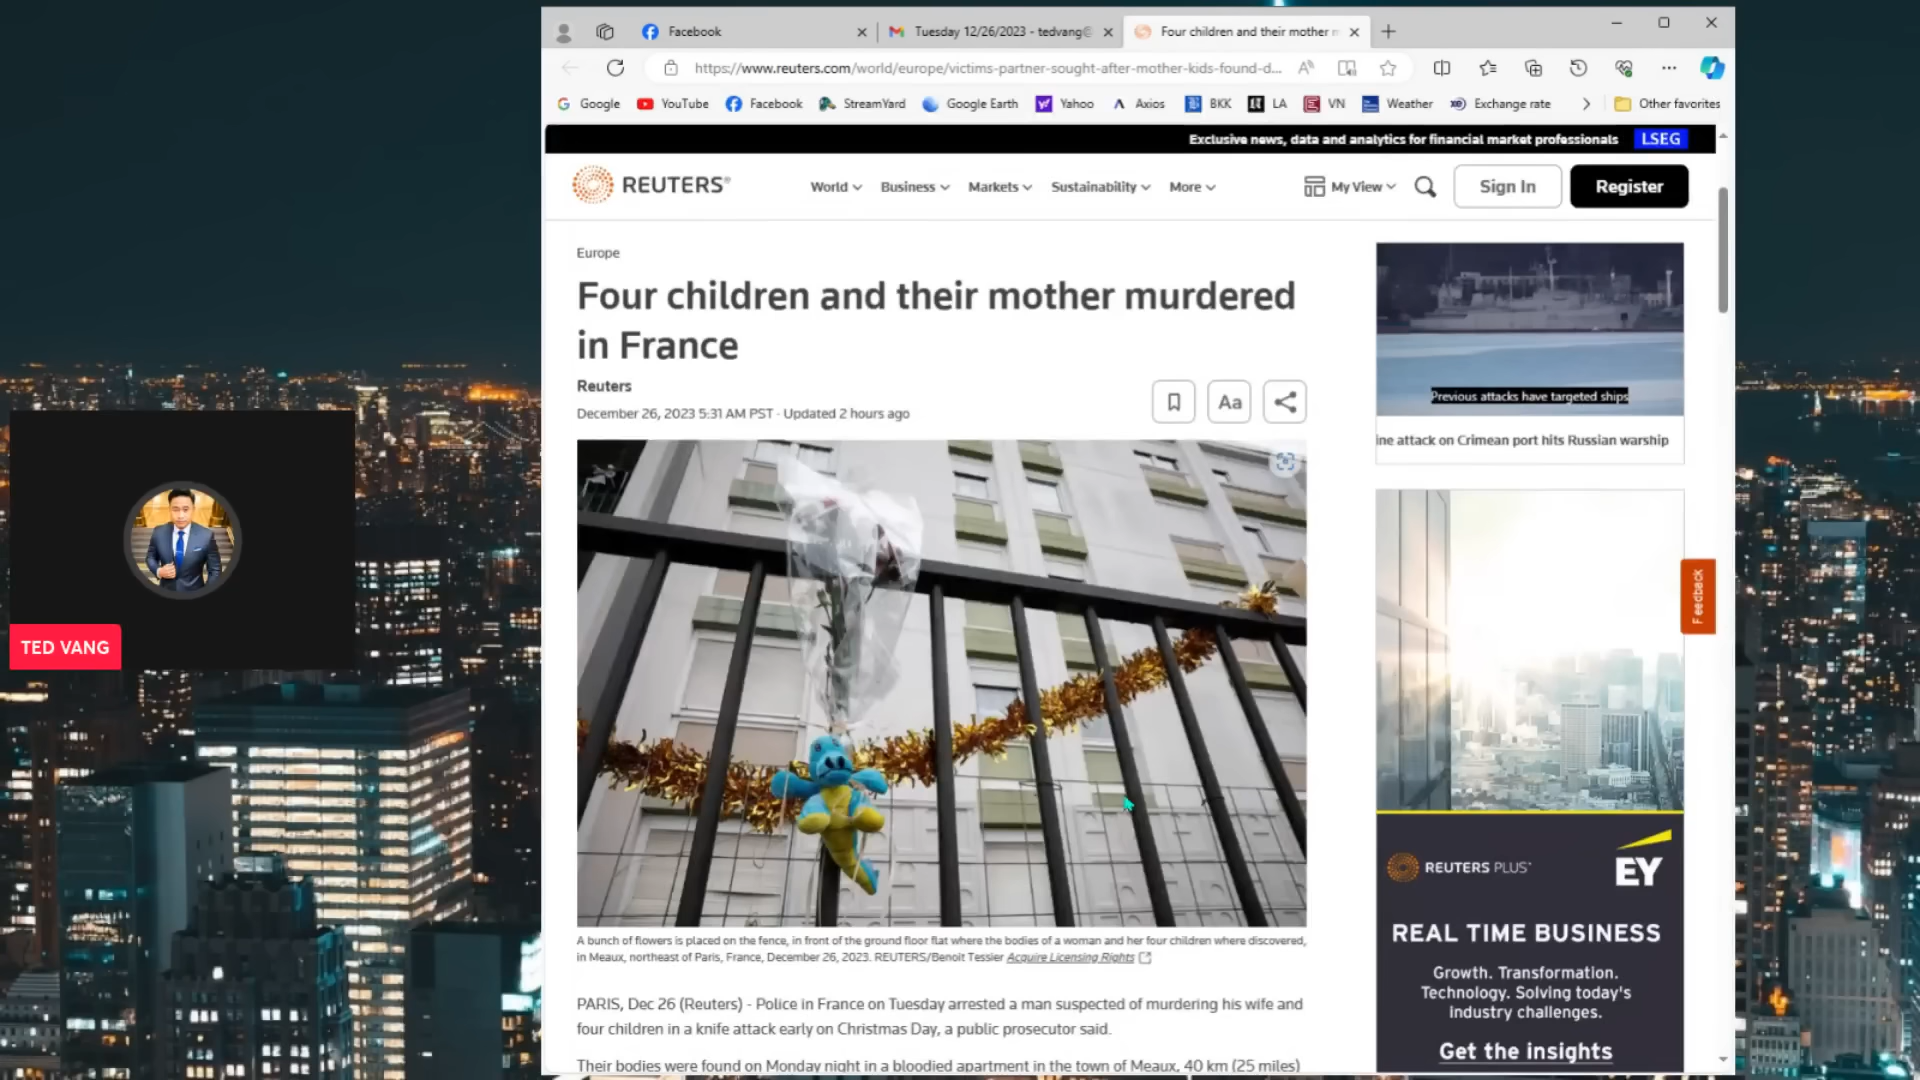 Facebook
Tuesday 12/26/2023 - tedvang@
Four children and their mother m
https://www.reuters.com/world/europe/victims-partner-sought-after-mother-kids-found-d...
Google
YouTube
Facebook
StreamYard
Google Earth
Yahoo
Axios
BKK
LA
VN
Weather
Exchange rate
Other favorites
Exclusive news, data and analytics for financial market professionals
LSEG
REUTERS®
World
Business
Markets
Sustainability
More
My View
Sign In
Register
Europe
Four children and their mother murdered
in France
Reuters
December 26, 2023 5:31 AM PST · Updated 2 hours ago
Aa
A bunch of flowers is placed on the fence, in front of the ground floor flat where the bodies of a woman and her four children where discovered,
in Meaux, northeast of Paris, France, December 26, 2023. REUTERS/Benoit Tessier Acquire Licensing Rights
PARIS, Dec 26 (Reuters) - Police in France on Tuesday arrested a man suspected of murdering his wife and
four children in a knife attack early on Christmas Day, a public prosecutor said.
Their bodies were found on Monday night in a bloodied apartment in the town of Meaux, 40 km (25 miles)
Previous attacks have targeted ships
ine attack on Crimean port hits Russian warship
Feedback
REUTERS PLUS
EY
REAL TIME BUSINESS
Growth. Transformation.
Technology. Solving today's
industry challenges.
Get the insights
TED VANG